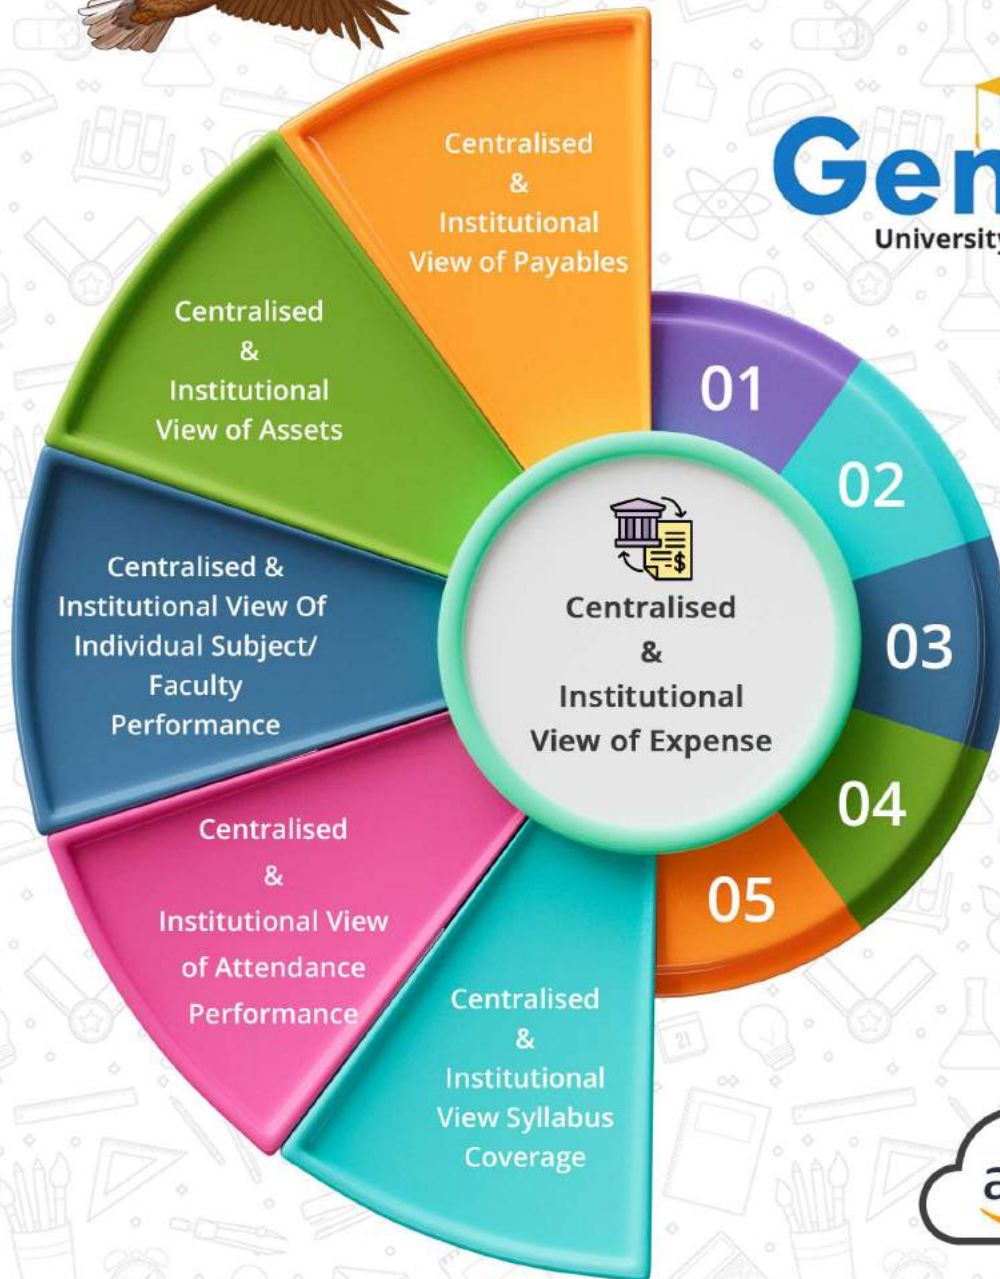 Centralised
&
Institutional
View of Payables
Centralised
&
Institutional
View of Assets
Centralised &
Institutional View Of
Individual Subject/
Faculty
Performance
Centralised
&
Institutional View
of Attendance
Performance
Centralised
&
Institutional
View Syllabus
Coverage
Centralised
&
Institutional
View of Expense
01
02
03
04
05
Gen
University